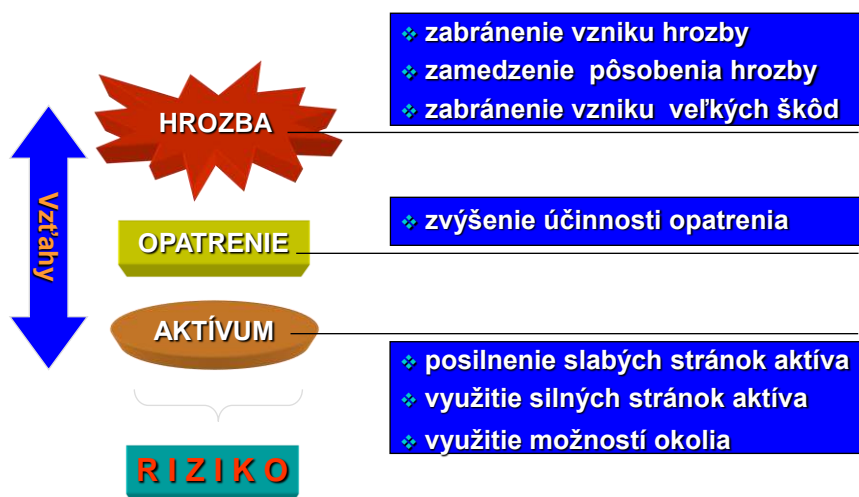 ❖ zabránenie vzniku hrozby
❖ zamedzenie pôsobenia hrozby
❖ zabránenie vzniku veľkých škôd
HROZBA
Vzťahy
❖ zvýšenie účinnosti opatrenia
OPATRENIE
AKTÍVUM
❖ posilnenie slabých stránok aktíva
❖ využitie silných stránok aktíva
❖ využitie možností okolia
R I Z I K O